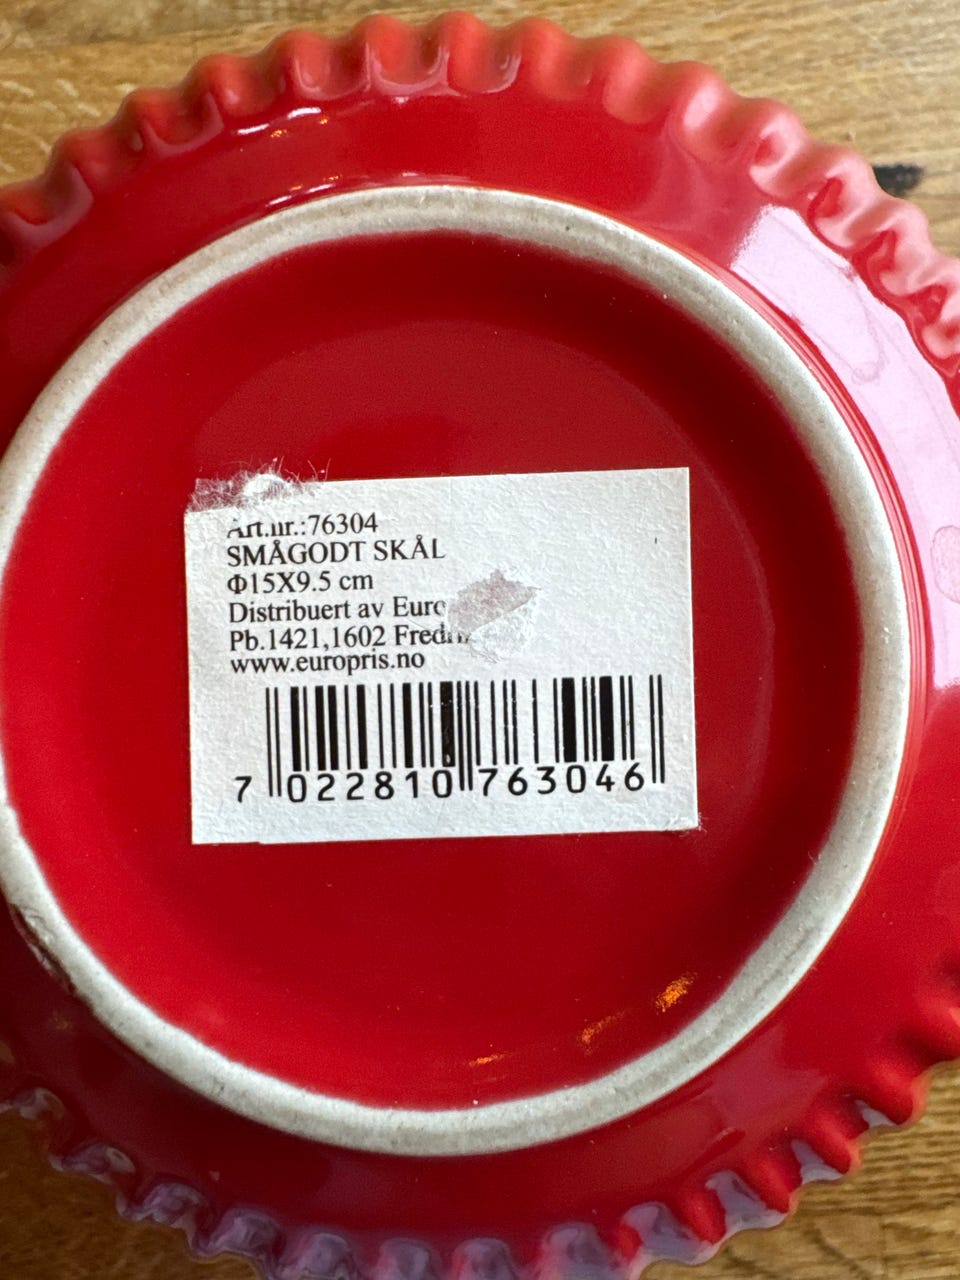 Art.nr.:76304
SMÅGODT SKÅL
Φ15X9.5 cm
Distribuert av
Pb.1421,1602
www.europris.no
7 022810 763046